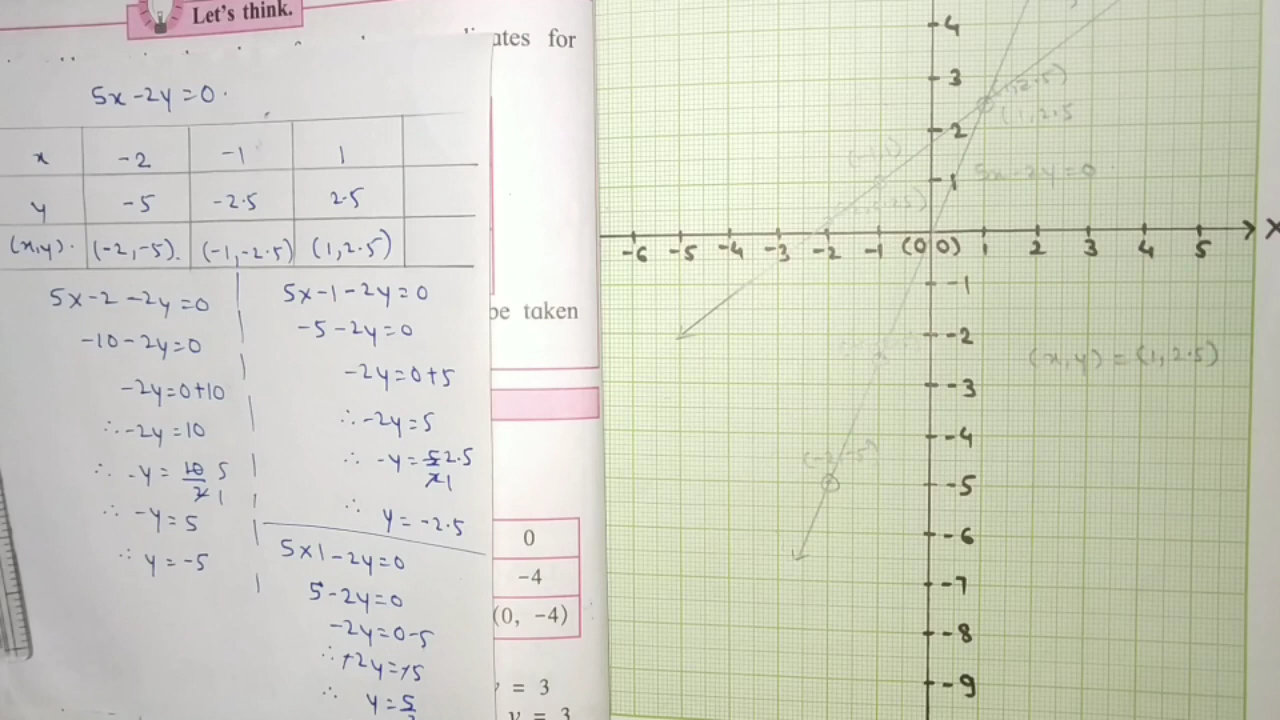 Let's think.
ates for
5x -2y = 0.
x -2 -1 1
y -5 -2.5 2.5
(x,y). (-2,-5). (-1,-2.5) (1,2.5)
5x-2 -2y=0
-10-2y=0
-2y=0+10
∴ -2y=10
∴ -y = 10 5
2 1
∴ -y=5
∴ y=-5
5x-1-2y=0
-5-2y=0
-2y=0+5
∴ -2y=5
∴ -y=5 2.5
2 1
∴ y=-2.5
5x1-2y=0
5-2y=0
-2y=0-5
∴ +2y=+5
∴ y=5
be taken
0
-4
(0, -4)
= 3
y = 3
4
3
2
1
-6 -5 -4 -3 -2 -1 (0 0) 1 2 3 4 5 X
-1
-2
-3
-4
-5
-6
-7
-8
-9
(1,2.5
5x-2y=0
(x,y) = (1,2.5)
(-2,-5)